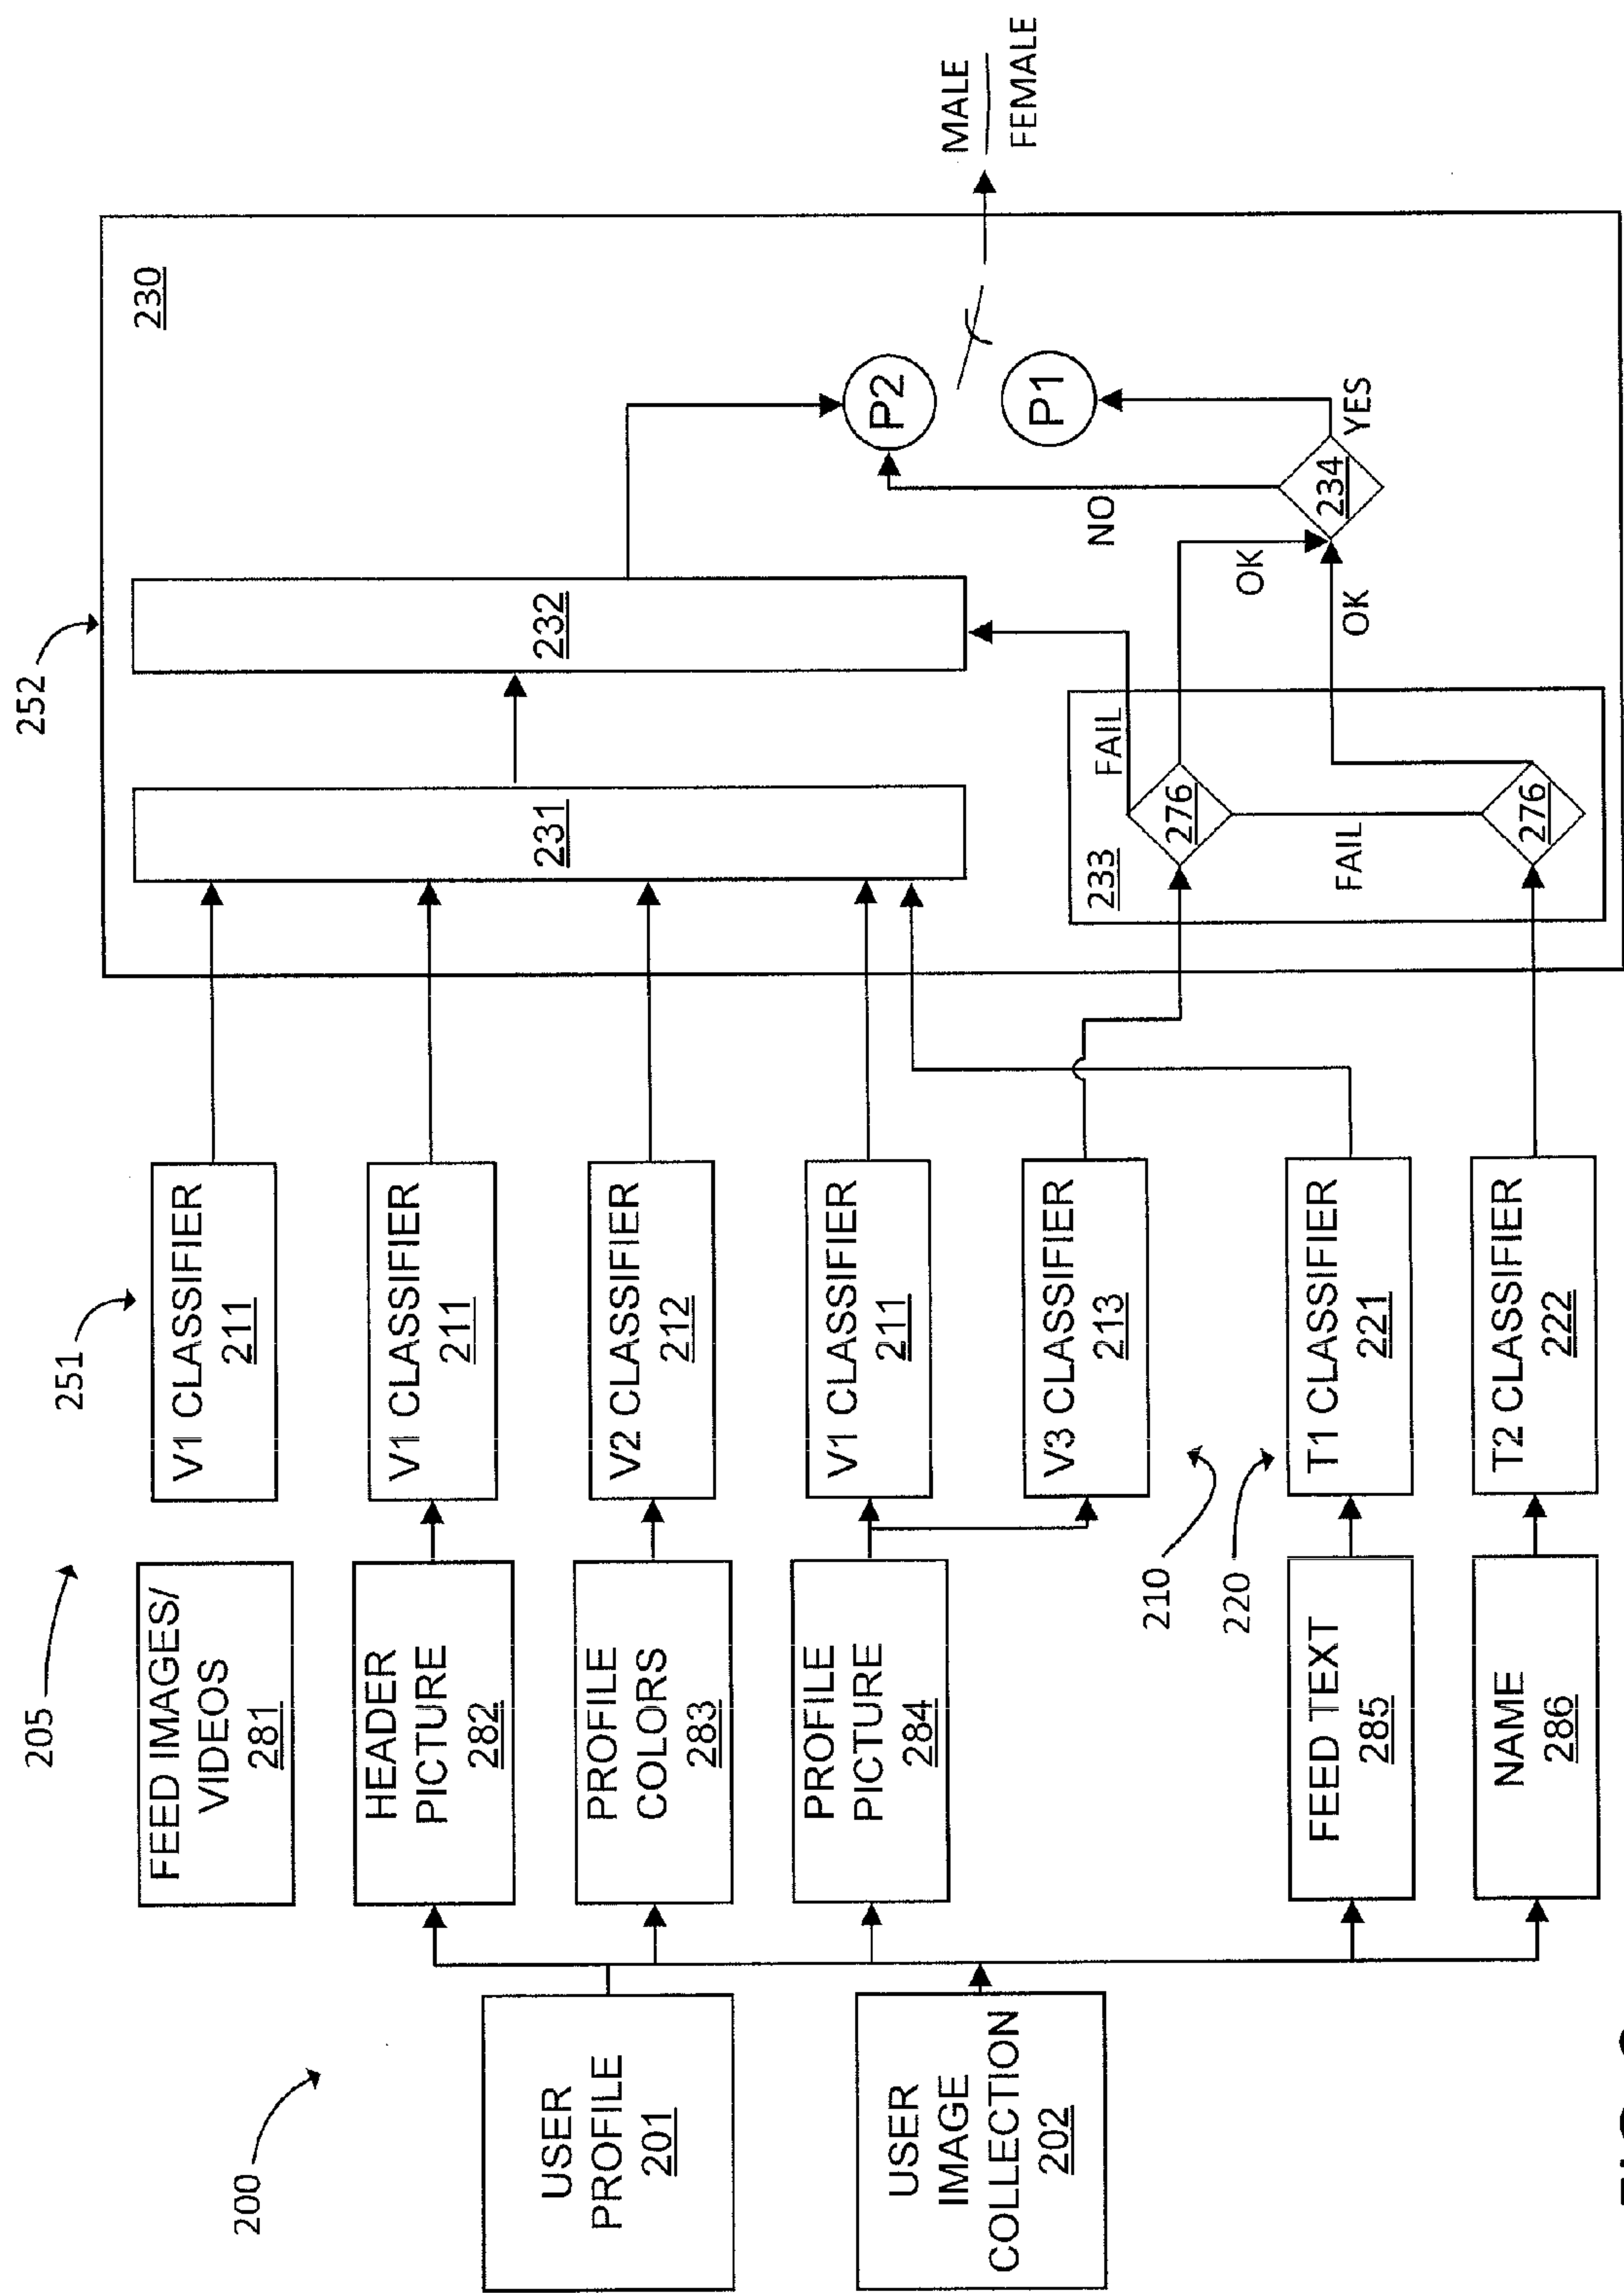 200
205
251
252
USER
PROFILE
201
USER
IMAGE
COLLECTION
202
FEED IMAGES/
VIDEOS
281
HEADER
PICTURE
282
PROFILE
COLORS
283
PROFILE
PICTURE
284
FEED TEXT
285
NAME
286
V1 CLASSIFIER
211
V1 CLASSIFIER
211
V2 CLASSIFIER
212
V1 CLASSIFIER
211
V3 CLASSIFIER
213
210
220
T1 CLASSIFIER
221
T2 CLASSIFIER
222
230
231
232
233
276
FAIL
FAIL
276
OK
OK
234
NO
YES
P2
P1
MALE
FEMALE